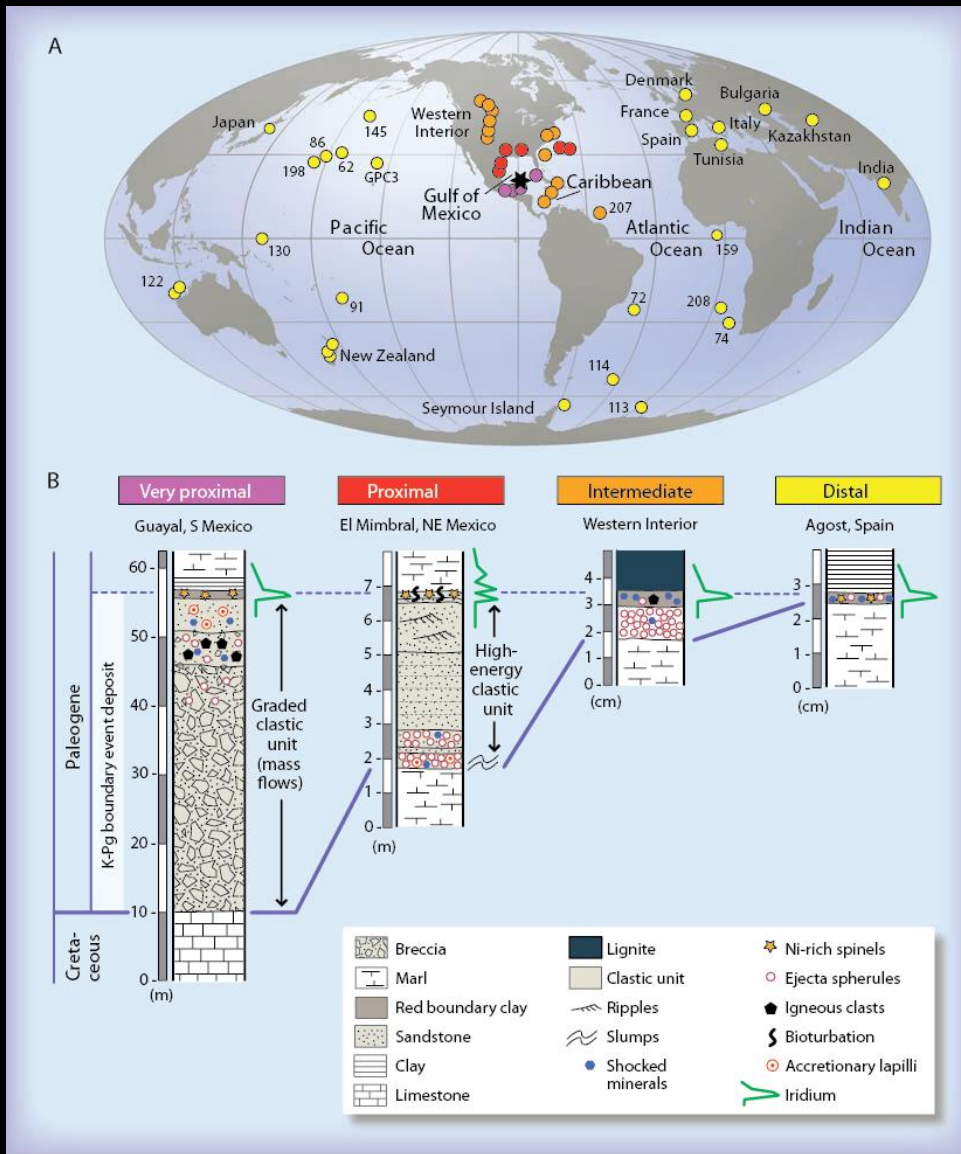 A
Denmark
Bulgaria
France
Japan
145
Western
Interior
Italy
Kazakhstan
Spain
86
Tunisia
India
198
62
GPC3
Gulf of
Mexico
Caribbean
207
Pacific
Ocean
Atlantic
Ocean
Indian
Ocean
130
159
122
91
72
208
74
New Zealand
114
Seymour Island
113
B
Very proximal
Proximal
Intermediate
Distal
Guayal, S Mexico
El Mimbral, NE Mexico
Western Interior
Agost, Spain
Paleogene
Creta-
ceous
K-Pg boundary event deposit
60
50
40
30
20
10
0
(m)
Graded
clastic
unit
(mass
flows)
7
6
5
4
3
2
1
0
(m)
High-
energy
clastic
unit
4
3
2
1
0
(cm)
3
2
1
0
(cm)
Breccia
Marl
Red boundary clay
Sandstone
Clay
Limestone
Lignite
Clastic unit
Ripples
Slumps
Shocked
minerals
Ni-rich spinels
Ejecta spherules
Igneous clasts
Bioturbation
Accretionary lapilli
Iridium